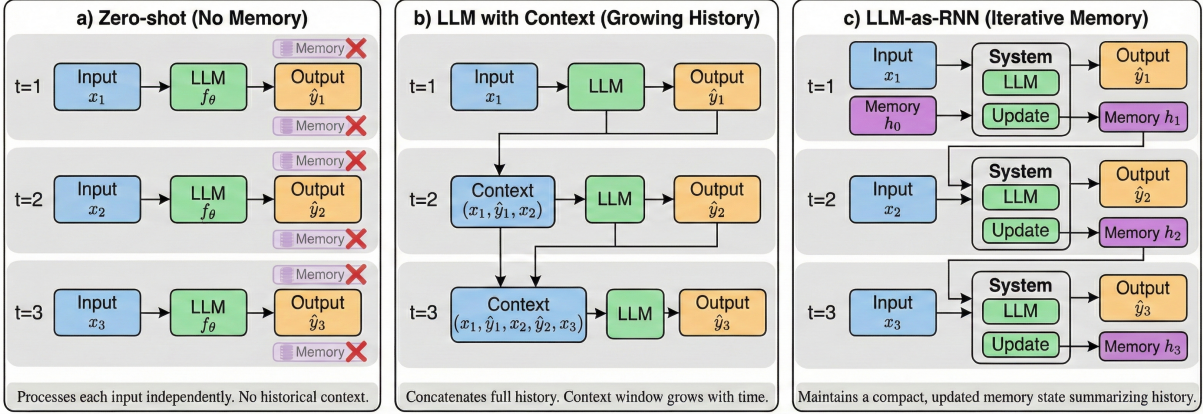 a) Zero-shot (No Memory)
Memory
t=1
Input
x₁
LLM
f_θ
Output
ŷ₁
Memory
Memory
t=2
Input
x₂
LLM
f_θ
Output
ŷ₂
Memory
Memory
t=3
Input
x₃
LLM
f_θ
Output
ŷ₃
Memory
Processes each input independently. No historical context.
b) LLM with Context (Growing History)
t=1
Input
x₁
LLM
Output
ŷ₁
t=2
Context
(x₁, ŷ₁, x₂)
LLM
Output
ŷ₂
t=3
Context
(x₁, ŷ₁, x₂, ŷ₂, x₃)
LLM
Output
ŷ₃
Concatenates full history. Context window grows with time.
c) LLM-as-RNN (Iterative Memory)
t=1
Input
x₁
Memory
h₀
System
LLM
Update
Output
ŷ₁
Memory h₁
t=2
Input
x₂
System
LLM
Update
Output
ŷ₂
Memory h₂
t=3
Input
x₃
System
LLM
Update
Output
ŷ₃
Memory h₃
Maintains a compact, updated memory state summarizing history.